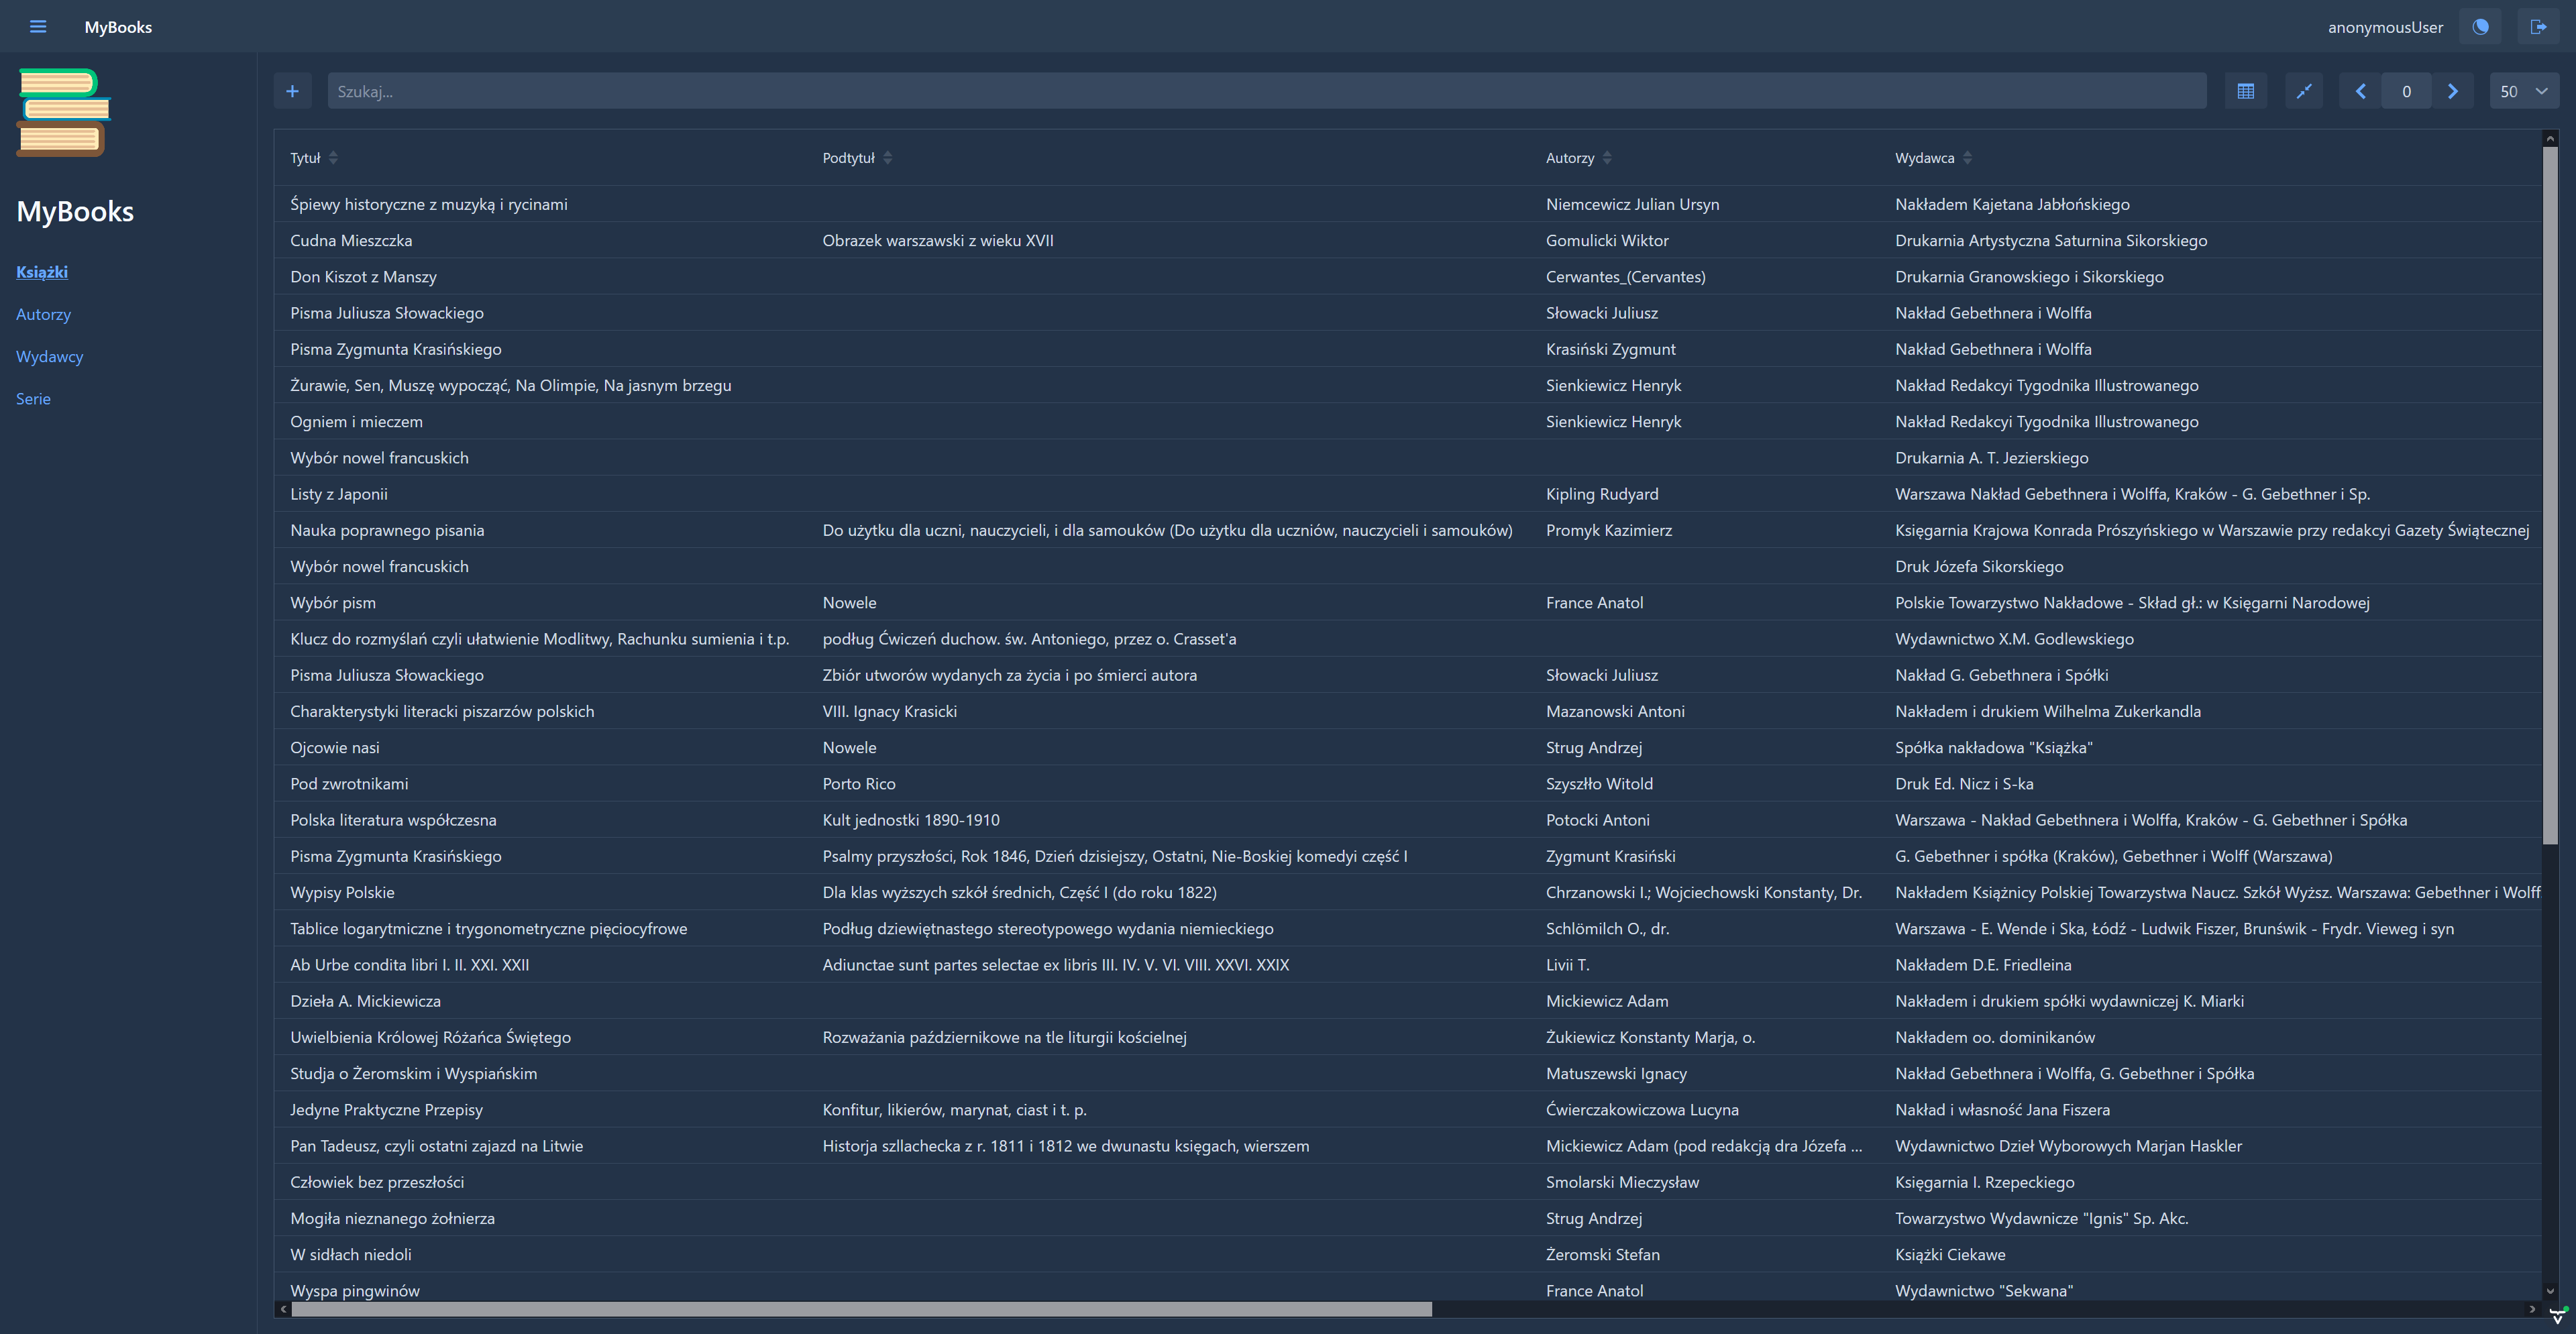 MyBooks
anonymousUser
MyBooks
Książki
Autorzy
Wydawcy
Serie
Szukaj...
0
50
Tytuł Podtytuł Autorzy Wydawca
Śpiewy historyczne z muzyką i rycinami Niemcewicz Julian Ursyn Nakładem Kajetana Jabłońskiego
Cudna Mieszczka Obrazek warszawski z wieku XVII Gomulicki Wiktor Drukarnia Artystyczna Saturnina Sikorskiego
Don Kiszot z Manszy Cerwantes_(Cervantes) Drukarnia Granowskiego i Sikorskiego
Pisma Juliusza Słowackiego Słowacki Juliusz Nakład Gebethnera i Wolffa
Pisma Zygmunta Krasińskiego Krasiński Zygmunt Nakład Gebethnera i Wolffa
Żurawie, Sen, Muszę wypocząć, Na Olimpie, Na jasnym brzegu Sienkiewicz Henryk Nakład Redakcyi Tygodnika Illustrowanego
Ogniem i mieczem Sienkiewicz Henryk Nakład Redakcyi Tygodnika Illustrowanego
Wybór nowel francuskich Drukarnia A. T. Jezierskiego
Listy z Japonii Kipling Rudyard Warszawa Nakład Gebethnera i Wolffa, Kraków - G. Gebethner i Sp.
Nauka poprawnego pisania Do użytku dla uczni, nauczycieli, i dla samouków (Do użytku dla uczniów, nauczycieli i samouków) Promyk Kazimierz Księgarnia Krajowa Konrada Prószyńskiego w Warszawie przy redakcyi Gazety Świątecznej
Wybór nowel francuskich Druk Józefa Sikorskiego
Wybór pism Nowele France Anatol Polskie Towarzystwo Nakładowe - Skład gł.: w Księgarni Narodowej
Klucz do rozmyślań czyli ułatwienie Modlitwy, Rachunku sumienia i t.p. podług Ćwiczeń duchow. św. Antoniego, przez o. Crasset'a Wydawnictwo X.M. Godlewskiego
Pisma Juliusza Słowackiego Zbiór utworów wydanych za życia i po śmierci autora Słowacki Juliusz Nakład G. Gebethnera i Spółki
Charakterystyki literacki piszarzów polskich VIII. Ignacy Krasicki Mazanowski Antoni Nakładem i drukiem Wilhelma Zukerkandla
Ojcowie nasi Nowele Strug Andrzej Spółka nakładowa "Książka"
Pod zwrotnikami Porto Rico Szyszłło Witold Druk Ed. Nicz i S-ka
Polska literatura współczesna Kult jednostki 1890-1910 Potocki Antoni Warszawa - Nakład Gebethnera i Wolffa, Kraków - G. Gebethner i Spółka
Pisma Zygmunta Krasińskiego Psalmy przyszłości, Rok 1846, Dzień dzisiejszy, Ostatni, Nie-Boskiej komedyi część I Zygmunt Krasiński G. Gebethner i spółka (Kraków), Gebethner i Wolff (Warszawa)
Wypisy Polskie Dla klas wyższych szkół średnich, Część I (do roku 1822) Chrzanowski I.; Wojciechowski Konstanty, Dr. Nakładem Książnicy Polskiej Towarzystwa Naucz. Szkół Wyższ. Warszawa: Gebethner i Wolff
Tablice logarytmiczne i trygonometryczne pięciocyfrowe Podług dziewiętnastego stereotypowego wydania niemieckiego Schlömilch O., dr. Warszawa - E. Wende i Ska, Łódź - Ludwik Fiszer, Brunświk - Frydr. Vieweg i syn
Ab Urbe condita libri I. II. XXI. XXII Adiunctae sunt partes selectae ex libris III. IV. V. VI. VIII. XXVI. XXIX Livii T. Nakładem D.E. Friedleina
Dzieła A. Mickiewicza Mickiewicz Adam Nakładem i drukiem spółki wydawniczej K. Miarki
Uwielbienia Królowej Różańca Świętego Rozważania październikowe na tle liturgii kościelnej Żukiewicz Konstanty Marja, o. Nakładem oo. dominikanów
Studja o Żeromskim i Wyspiańskim Matuszewski Ignacy Nakład Gebethnera i Wolffa, G. Gebethner i Spółka
Jedyne Praktyczne Przepisy Konfitur, likierów, marynat, ciast i t. p. Ćwierczakowiczowa Lucyna Nakład i własność Jana Fiszera
Pan Tadeusz, czyli ostatni zajazd na Litwie Historja szllachecka z r. 1811 i 1812 we dwunastu księgach, wierszem Mickiewicz Adam (pod redakcją dra Józefa ... Wydawnictwo Dzieł Wyborowych Marjan Haskler
Człowiek bez przeszłości Smolarski Mieczysław Księgarnia I. Rzepeckiego
Mogiła nieznanego żołnierza Strug Andrzej Towarzystwo Wydawnicze "Ignis" Sp. Akc.
W sidłach niedoli Żeromski Stefan Książki Ciekawe
Wyspa pingwinów France Anatol Wydawnictwo "Sekwana"